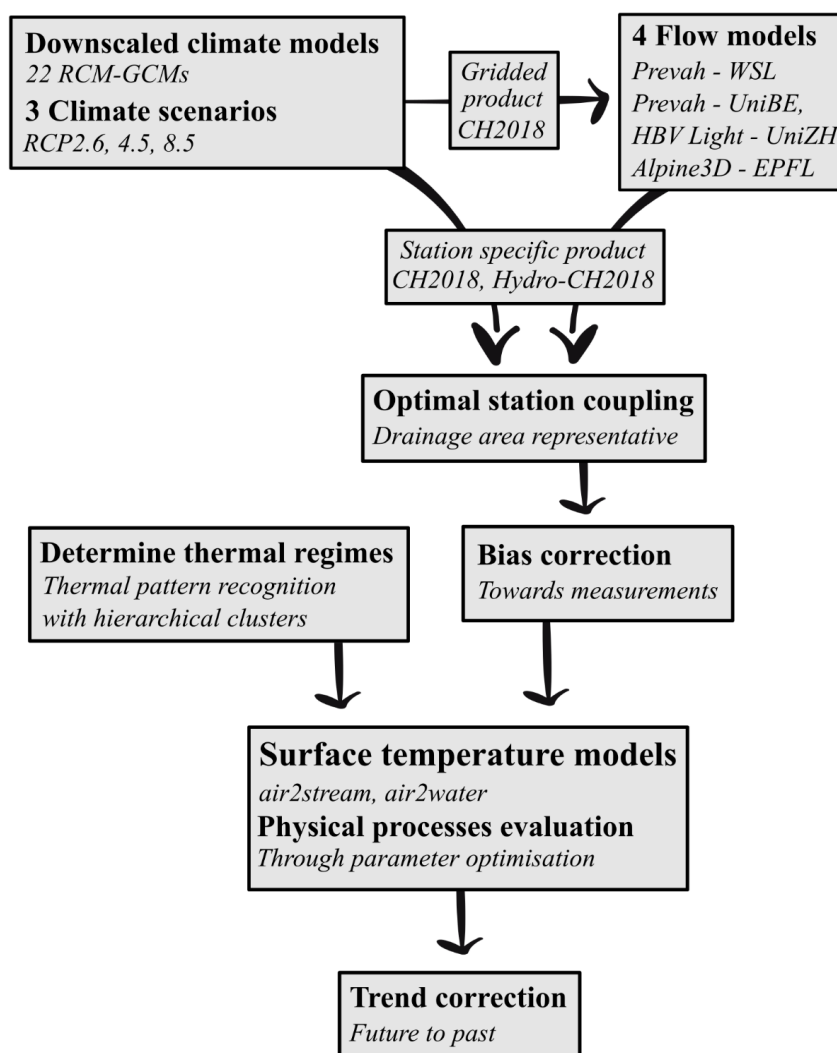 Downscaled climate models
22 RCM-GCMs
3 Climate scenarios
RCP2.6, 4.5, 8.5
Gridded
product
CH2018
4 Flow models
Prevah - WSL
Prevah - UniBE,
HBV Light - UniZH
Alpine3D - EPFL
Station specific product
CH2018, Hydro-CH2018
Optimal station coupling
Drainage area representative
Determine thermal regimes
Thermal pattern recognition
with hierarchical clusters
Bias correction
Towards measurements
Surface temperature models
air2stream, air2water
Physical processes evaluation
Through parameter optimisation
Trend correction
Future to past